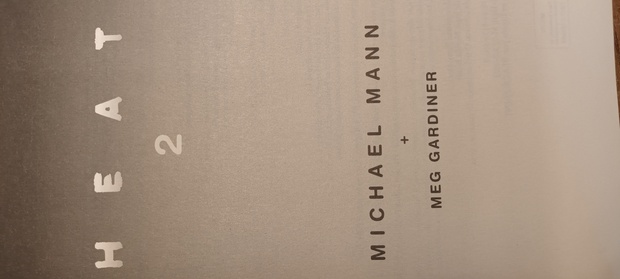 HEAT
2
MICHAEL MANN
+
MEG GARDINER